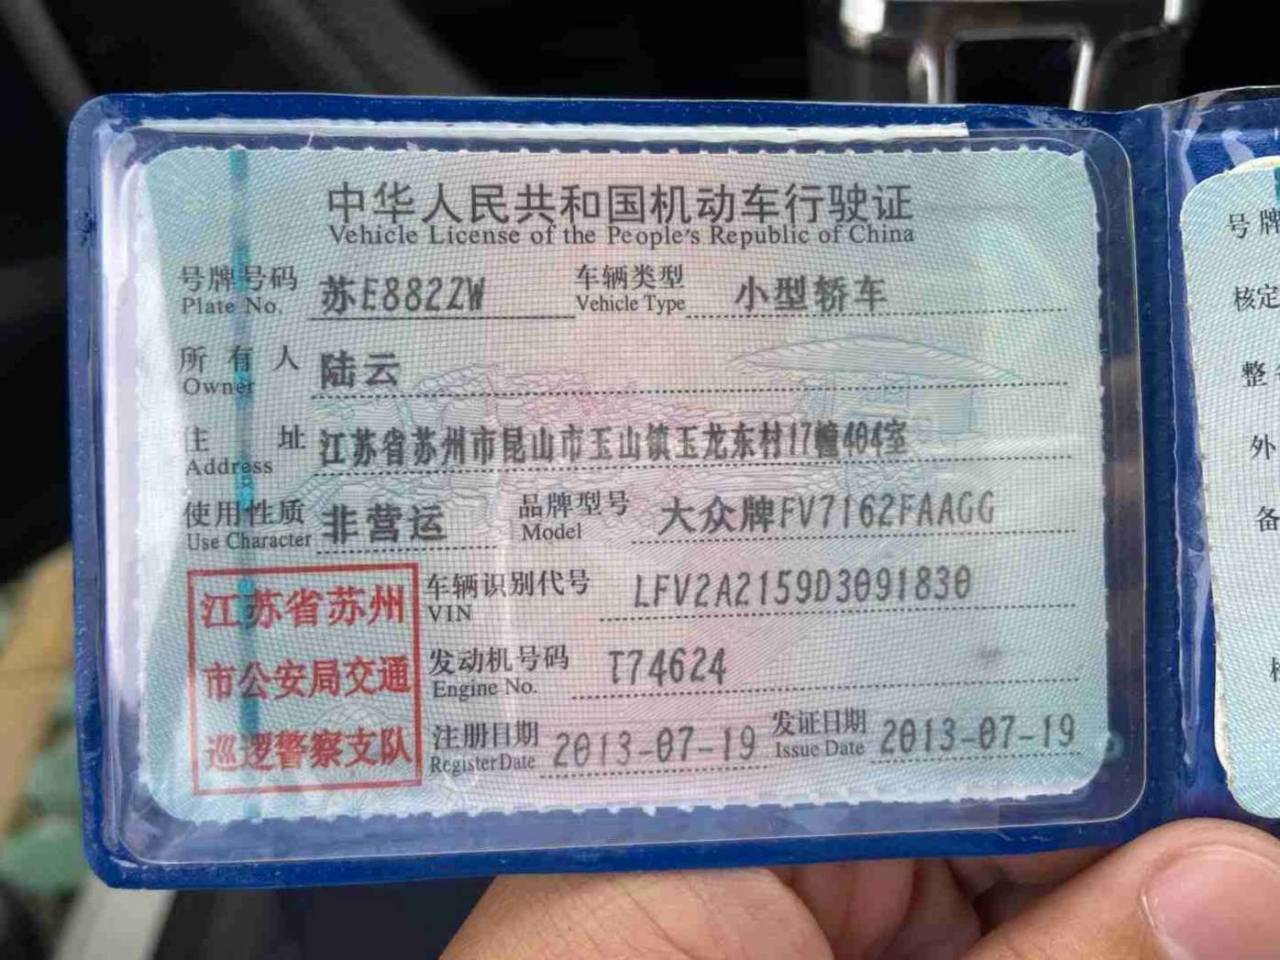 中华人民共和国机动车行驶证
Vehicle License of the People's Republic of China
号牌号码 苏E882ZW 车辆类型 小型轿车
Plate No. Vehicle Type
所有人 陆云
Owner
住址 江苏省苏州市昆山市玉山镇玉龙东村17幢404室
Address
使用性质 非营运 品牌型号 大众牌FV7162FAAGG
Use Character Model
江苏省苏州
市公安局交通
巡逻警察支队
车辆识别代号 LFV2A2159D3091830
VIN
发动机号码 T74624
Engine No.
注册日期 2013-07-19 发证日期 2013-07-19
Register Date Issue Date
号牌
核定
整
外
备